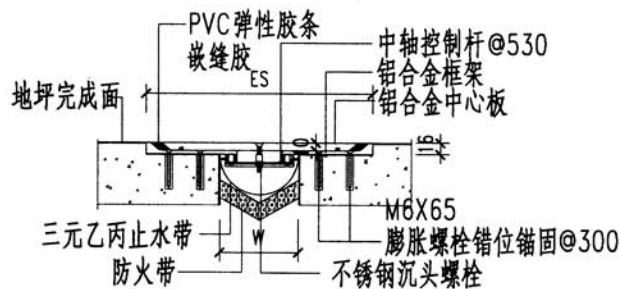 PVC弹性胶条
嵌缝胶
ES
中轴控制杆@530
铝合金框架
铝合金中心板
地坪完成面
16
M6X65
膨胀螺栓错位锚固@300
三元乙丙止水带
W
防火带
不锈钢沉头螺栓